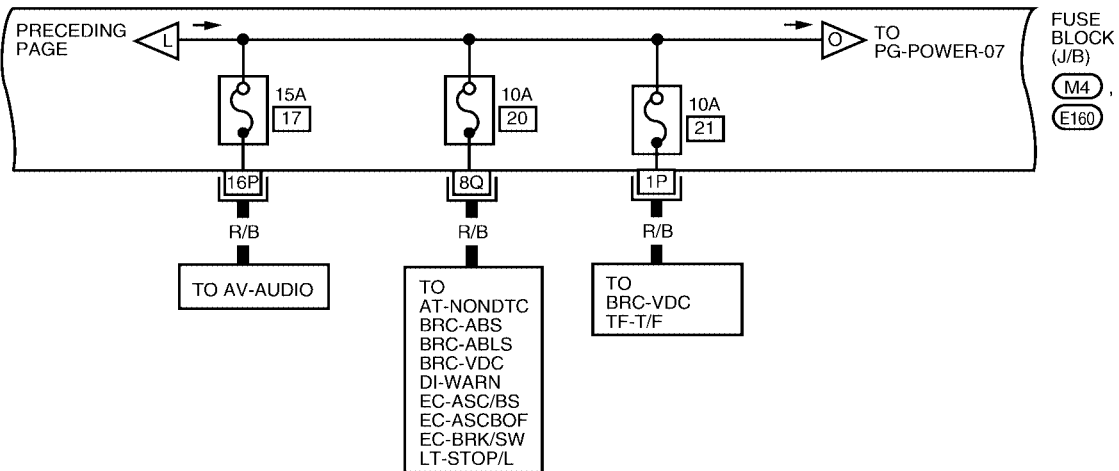 PRECEDING
PAGE
L
O
TO
PG-POWER-07
FUSE
BLOCK
(J/B)
M4 ,
E160
15A
17
10A
20
10A
21
16P
8Q
1P
R/B
R/B
R/B
TO AV-AUDIO
TO
AT-NONDTC
BRC-ABS
BRC-ABLS
BRC-VDC
DI-WARN
EC-ASC/BS
EC-ASCBOF
EC-BRK/SW
LT-STOP/L
TO
BRC-VDC
TF-T/F